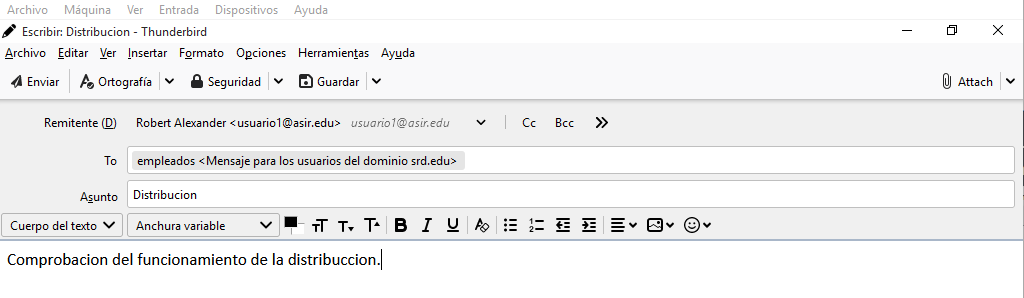 Archivo Máquina Ver Entrada Dispositivos Ayuda
Escribir: Distribucion - Thunderbird
Archivo Editar Ver Insertar Formato Opciones Herramientas Ayuda
Enviar Ortografía Seguridad Guardar Attach
Remitente (D) Robert Alexander <usuario1@asir.edu> usuario1@asir.edu Cc Bcc
To empleados <Mensaje para los usuarios del dominio srd.edu>
Asunto Distribucion
Cuerpo del texto Anchura variable
Comprobacion del funcionamiento de la distribuccion.